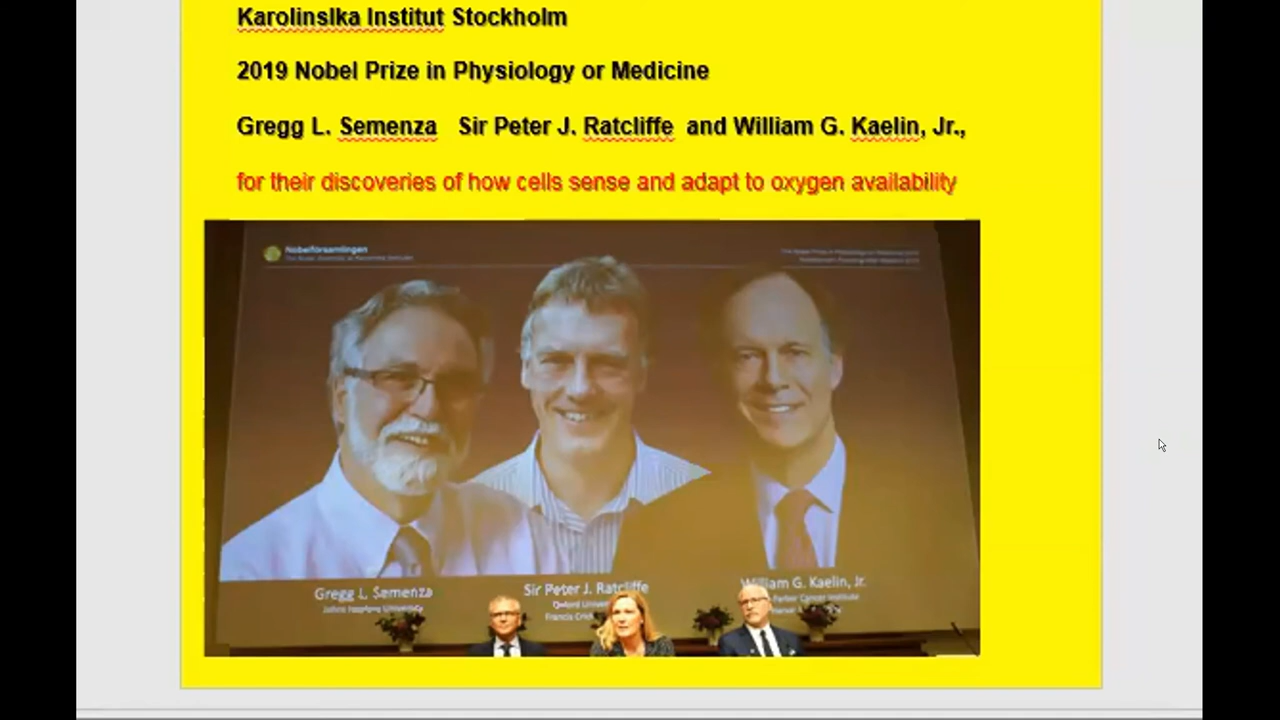 Karolinslka Institut Stockholm
2019 Nobel Prize in Physiology or Medicine
Gregg L. Semenza Sir Peter J. Ratcliffe and William G. Kaelin, Jr.,
for their discoveries of how cells sense and adapt to oxygen availability
Nobelförsamlingen
Gregg L. Semenza
Johns Hopkins University
Sir Peter J. Ratcliffe
Oxford
Francis
William G. Kaelin, Jr.
Cancer Institute